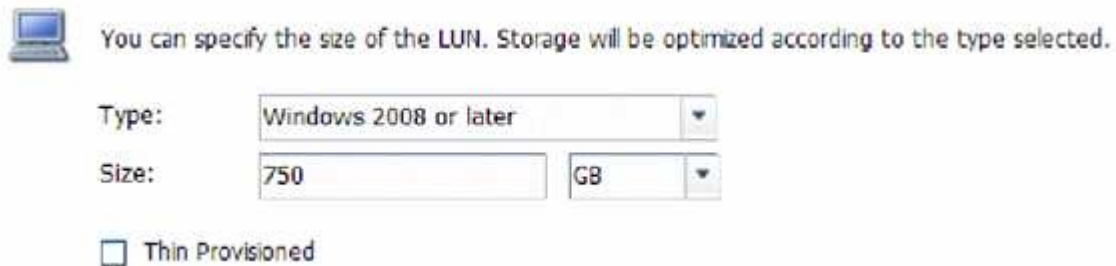 You can specify the size of the LUN. Storage will be optimized according to the type selected.
Type: Windows 2008 or later
Size: 750 GB
Thin Provisioned